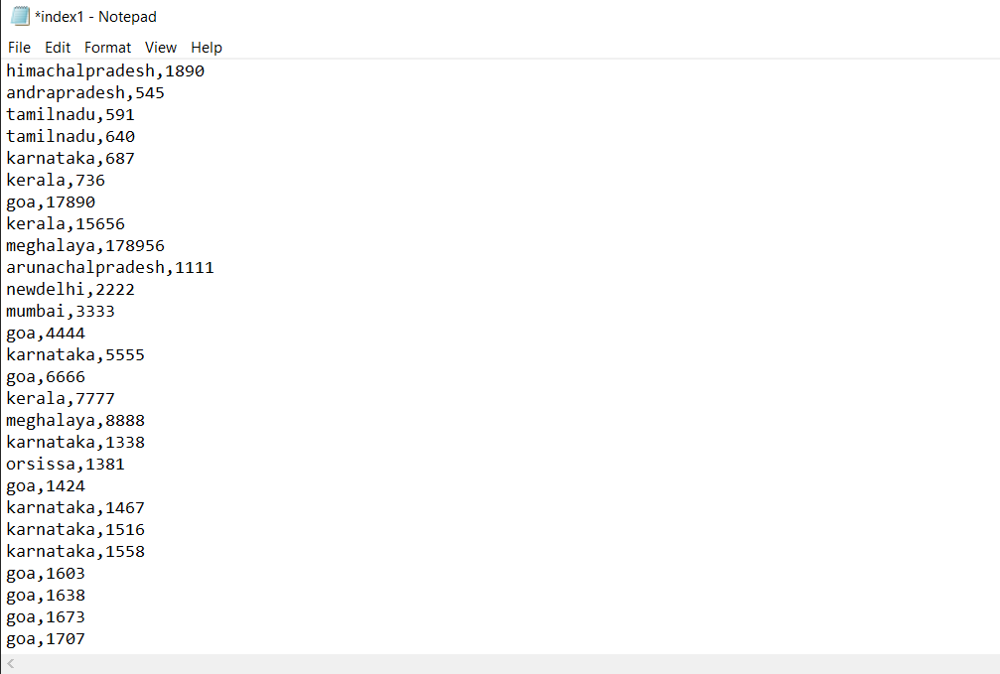 *index1 - Notepad
File Edit Format View Help
himachalpradesh,1890
andrapradesh,545
tamilnadu,591
tamilnadu,640
karnataka,687
kerala,736
goa,17890
kerala,15656
meghalaya,178956
arunachalpradesh,1111
newdelhi,2222
mumbai,3333
goa,4444
karnataka,5555
goa,6666
kerala,7777
meghalaya,8888
karnataka,1338
orsissa,1381
goa,1424
karnataka,1467
karnataka,1516
karnataka,1558
goa,1603
goa,1638
goa,1673
goa,1707